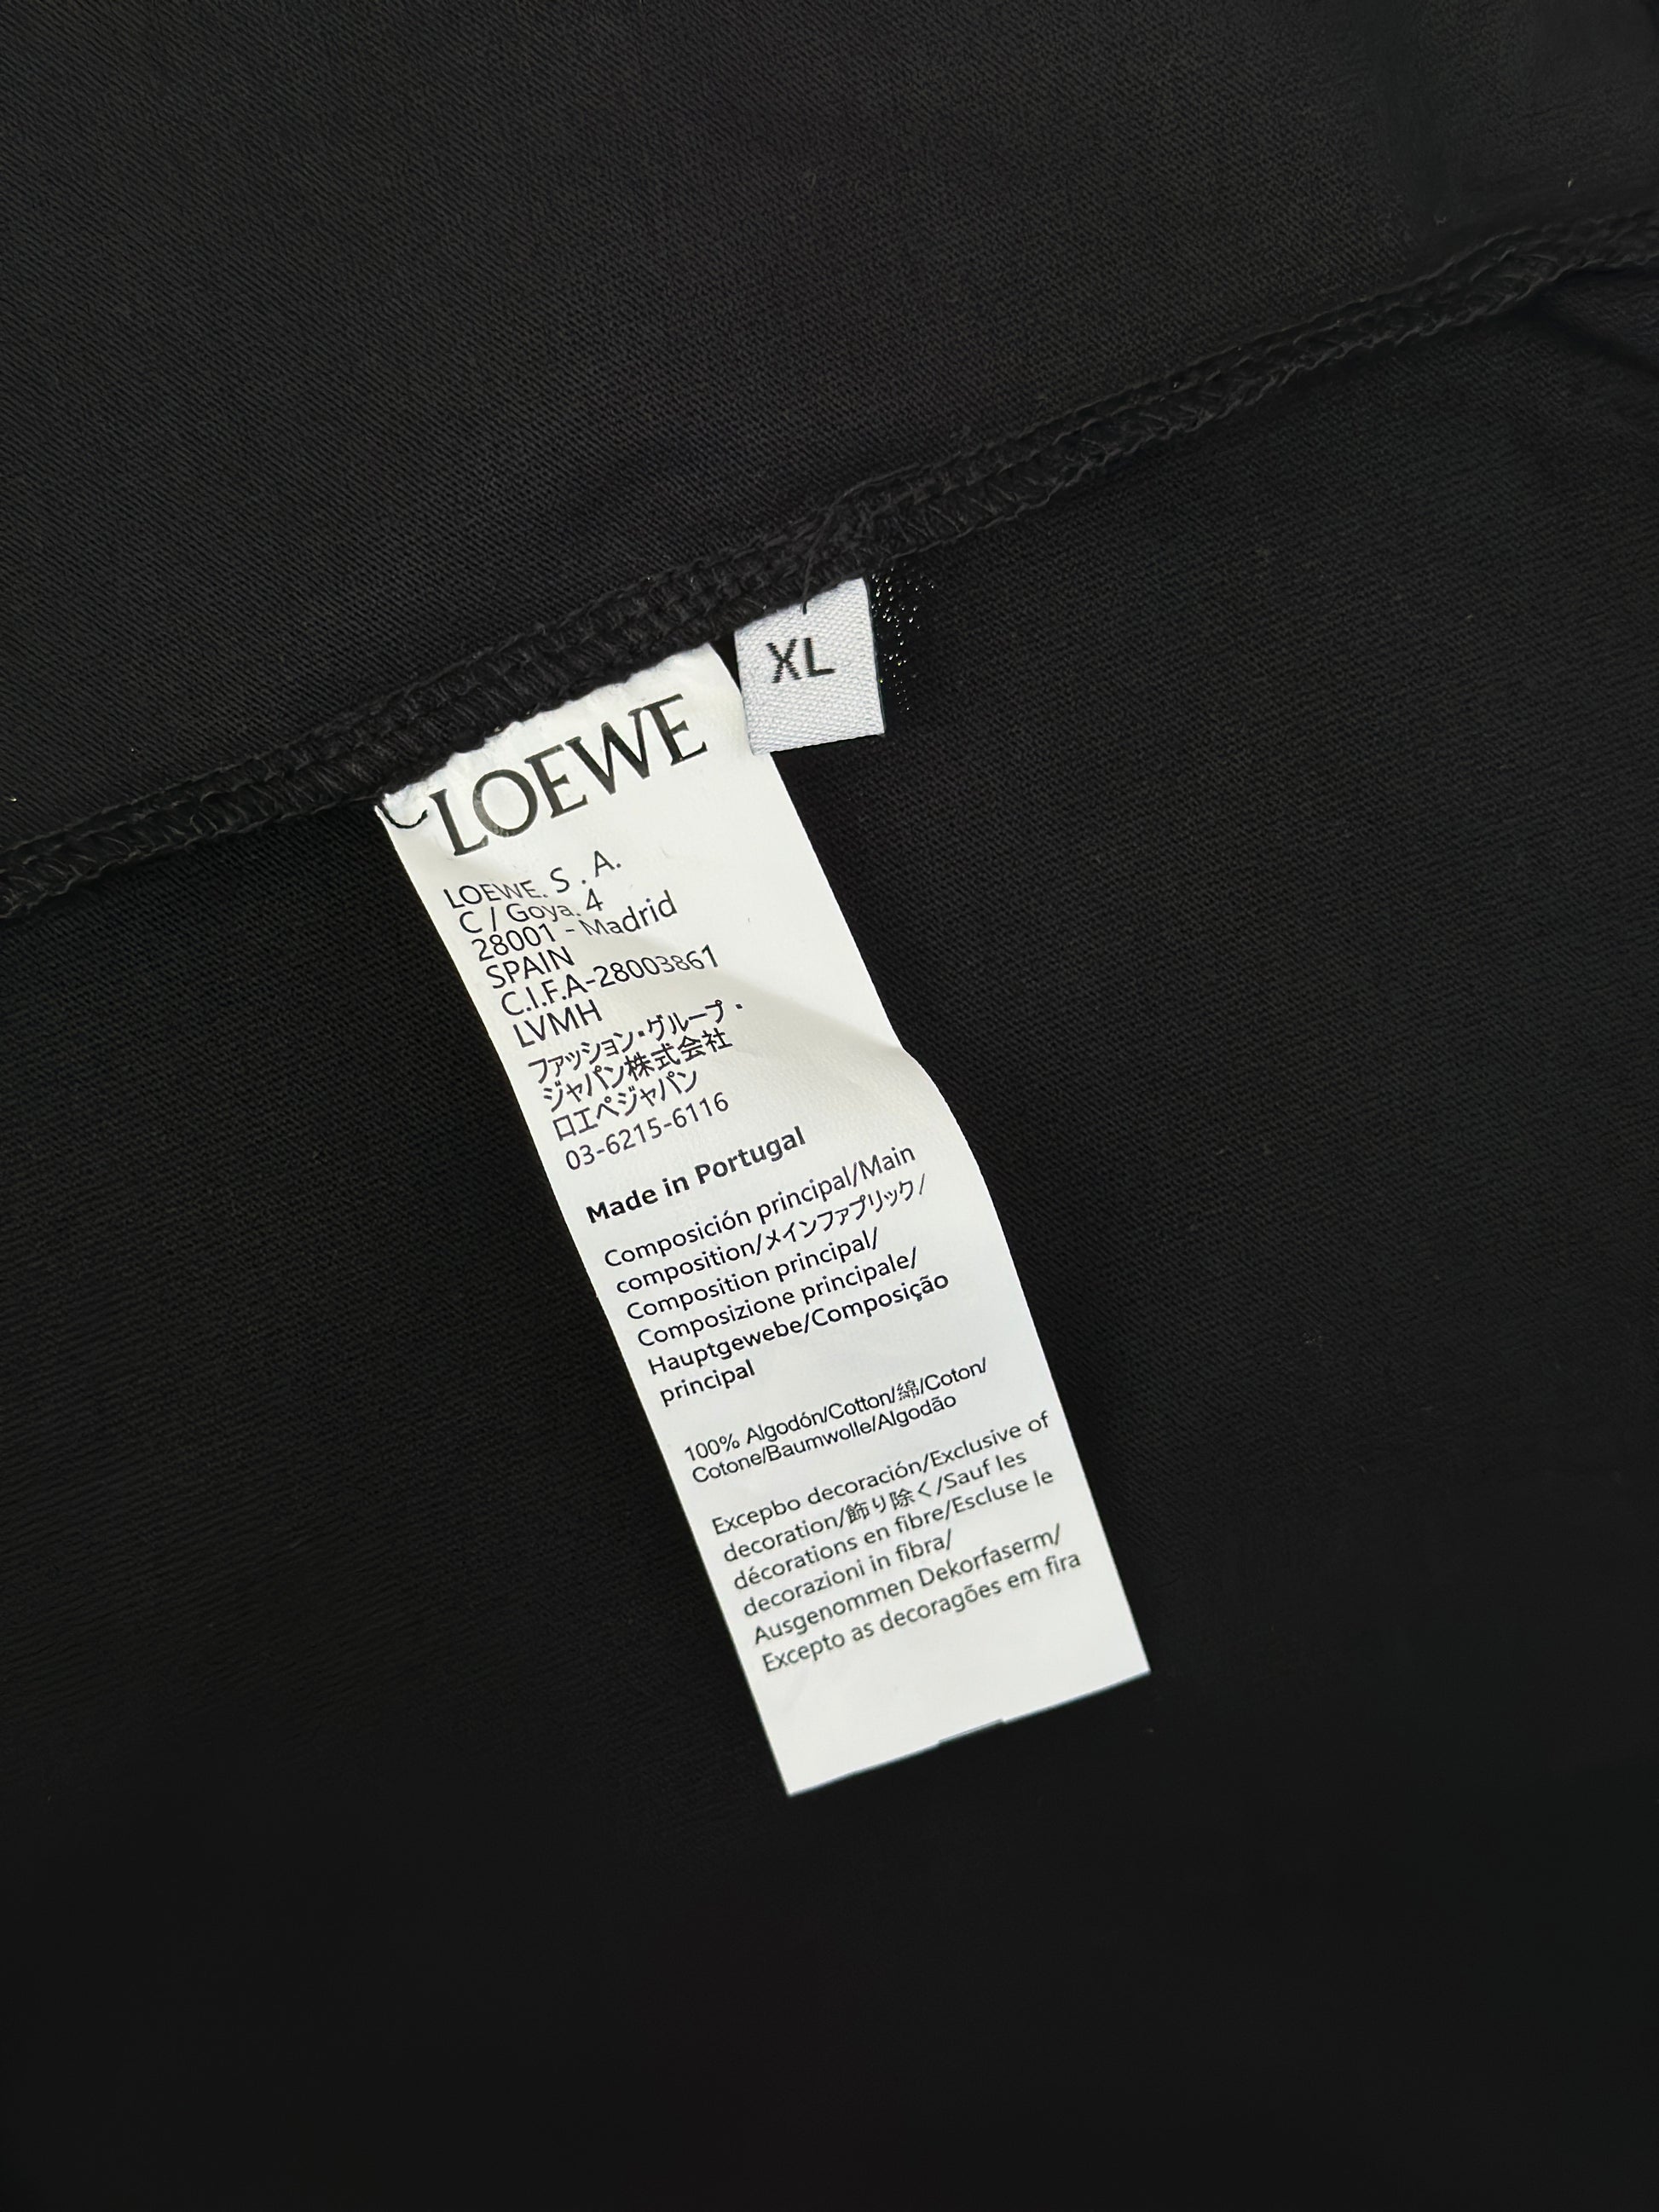 XL
LOEWE
LOEWE. S . A.
C / Goya. 4
28001 - Madrid
SPAIN
C.I.F.A-28003861
LVMH
ファッション・グループ・
ジャパン株式会社
ロエペジャパン
03-6215-6116
Made in Portugal
Composición principal/Main
composition/メインファブリック/
Composition principal/
Composizione principale/
Hauptgewebe/Composição
principal
100% Algodón/Cotton/綿/Coton/
Cotone/Baumwolle/Algodão
Excepbo decoración/Exclusive of
decoration/飾り除く/Sauf les
décorations en fibre/Escluse le
decorazioni in fibra/
Ausgenommen Dekorfaserm/
Excepto as decoragões em fira